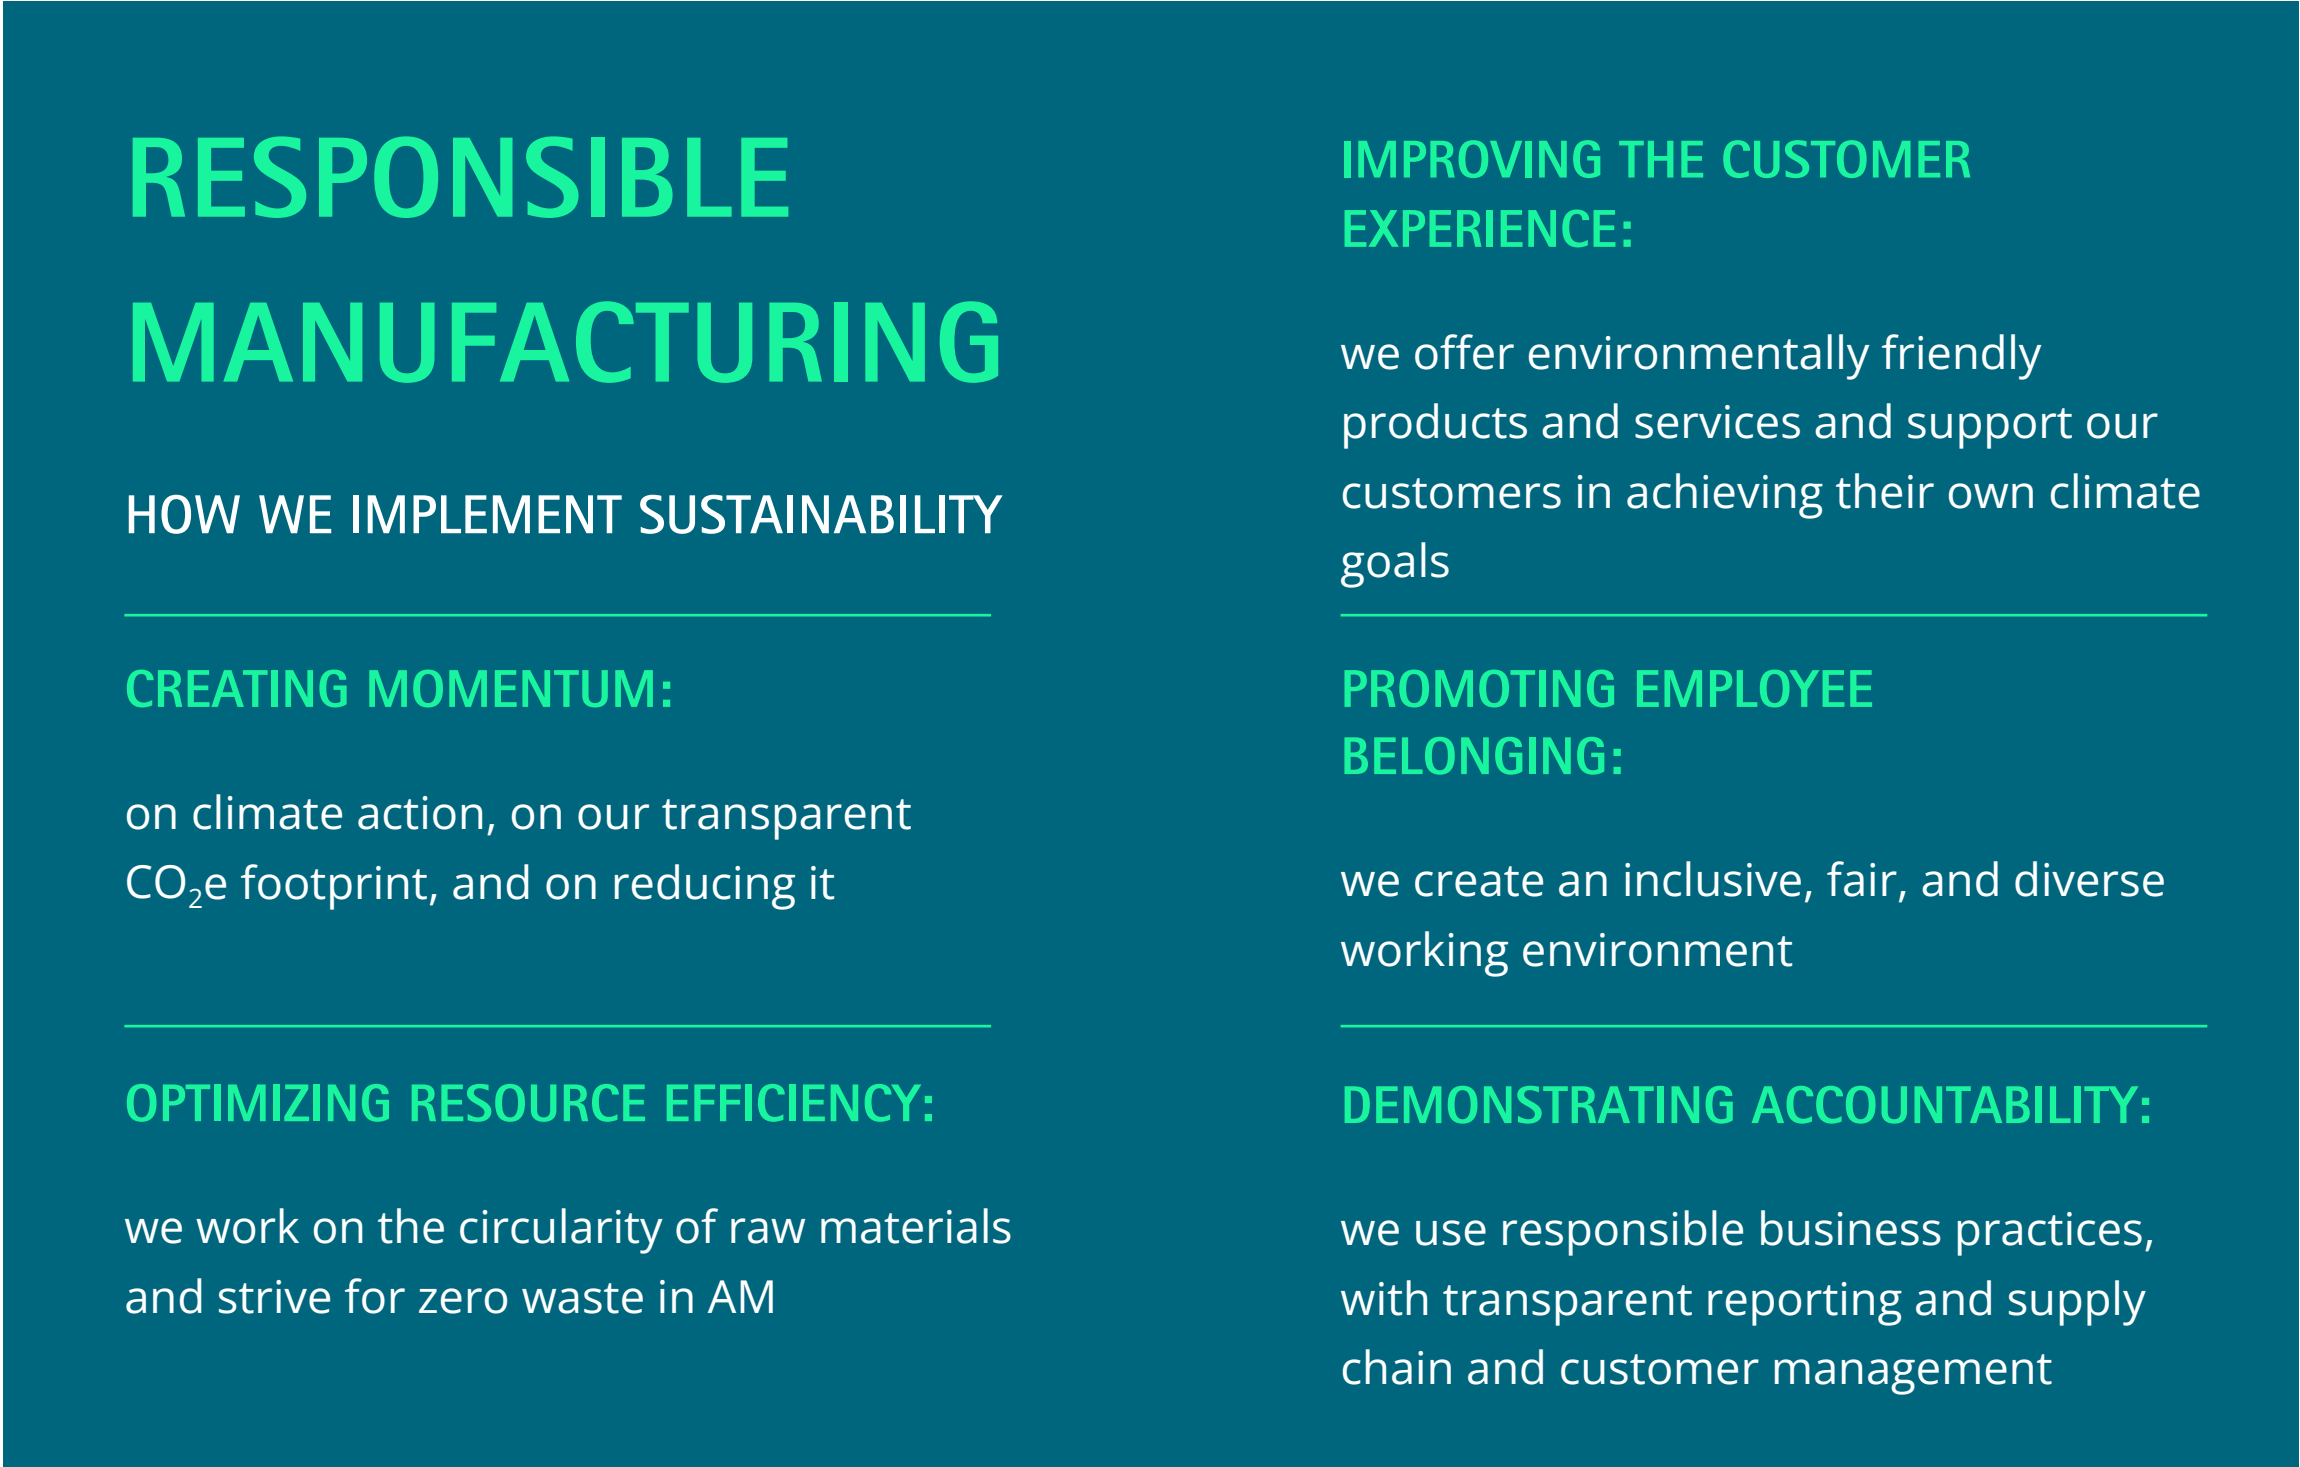 RESPONSIBLE
MANUFACTURING
HOW WE IMPLEMENT SUSTAINABILITY
CREATING MOMENTUM:
on climate action, on our transparent
CO₂e footprint, and on reducing it
OPTIMIZING RESOURCE EFFICIENCY:
we work on the circularity of raw materials
and strive for zero waste in AM
IMPROVING THE CUSTOMER
EXPERIENCE:
we offer environmentally friendly
products and services and support our
customers in achieving their own climate
goals
PROMOTING EMPLOYEE
BELONGING:
we create an inclusive, fair, and diverse
working environment
DEMONSTRATING ACCOUNTABILITY:
we use responsible business practices,
with transparent reporting and supply
chain and customer management